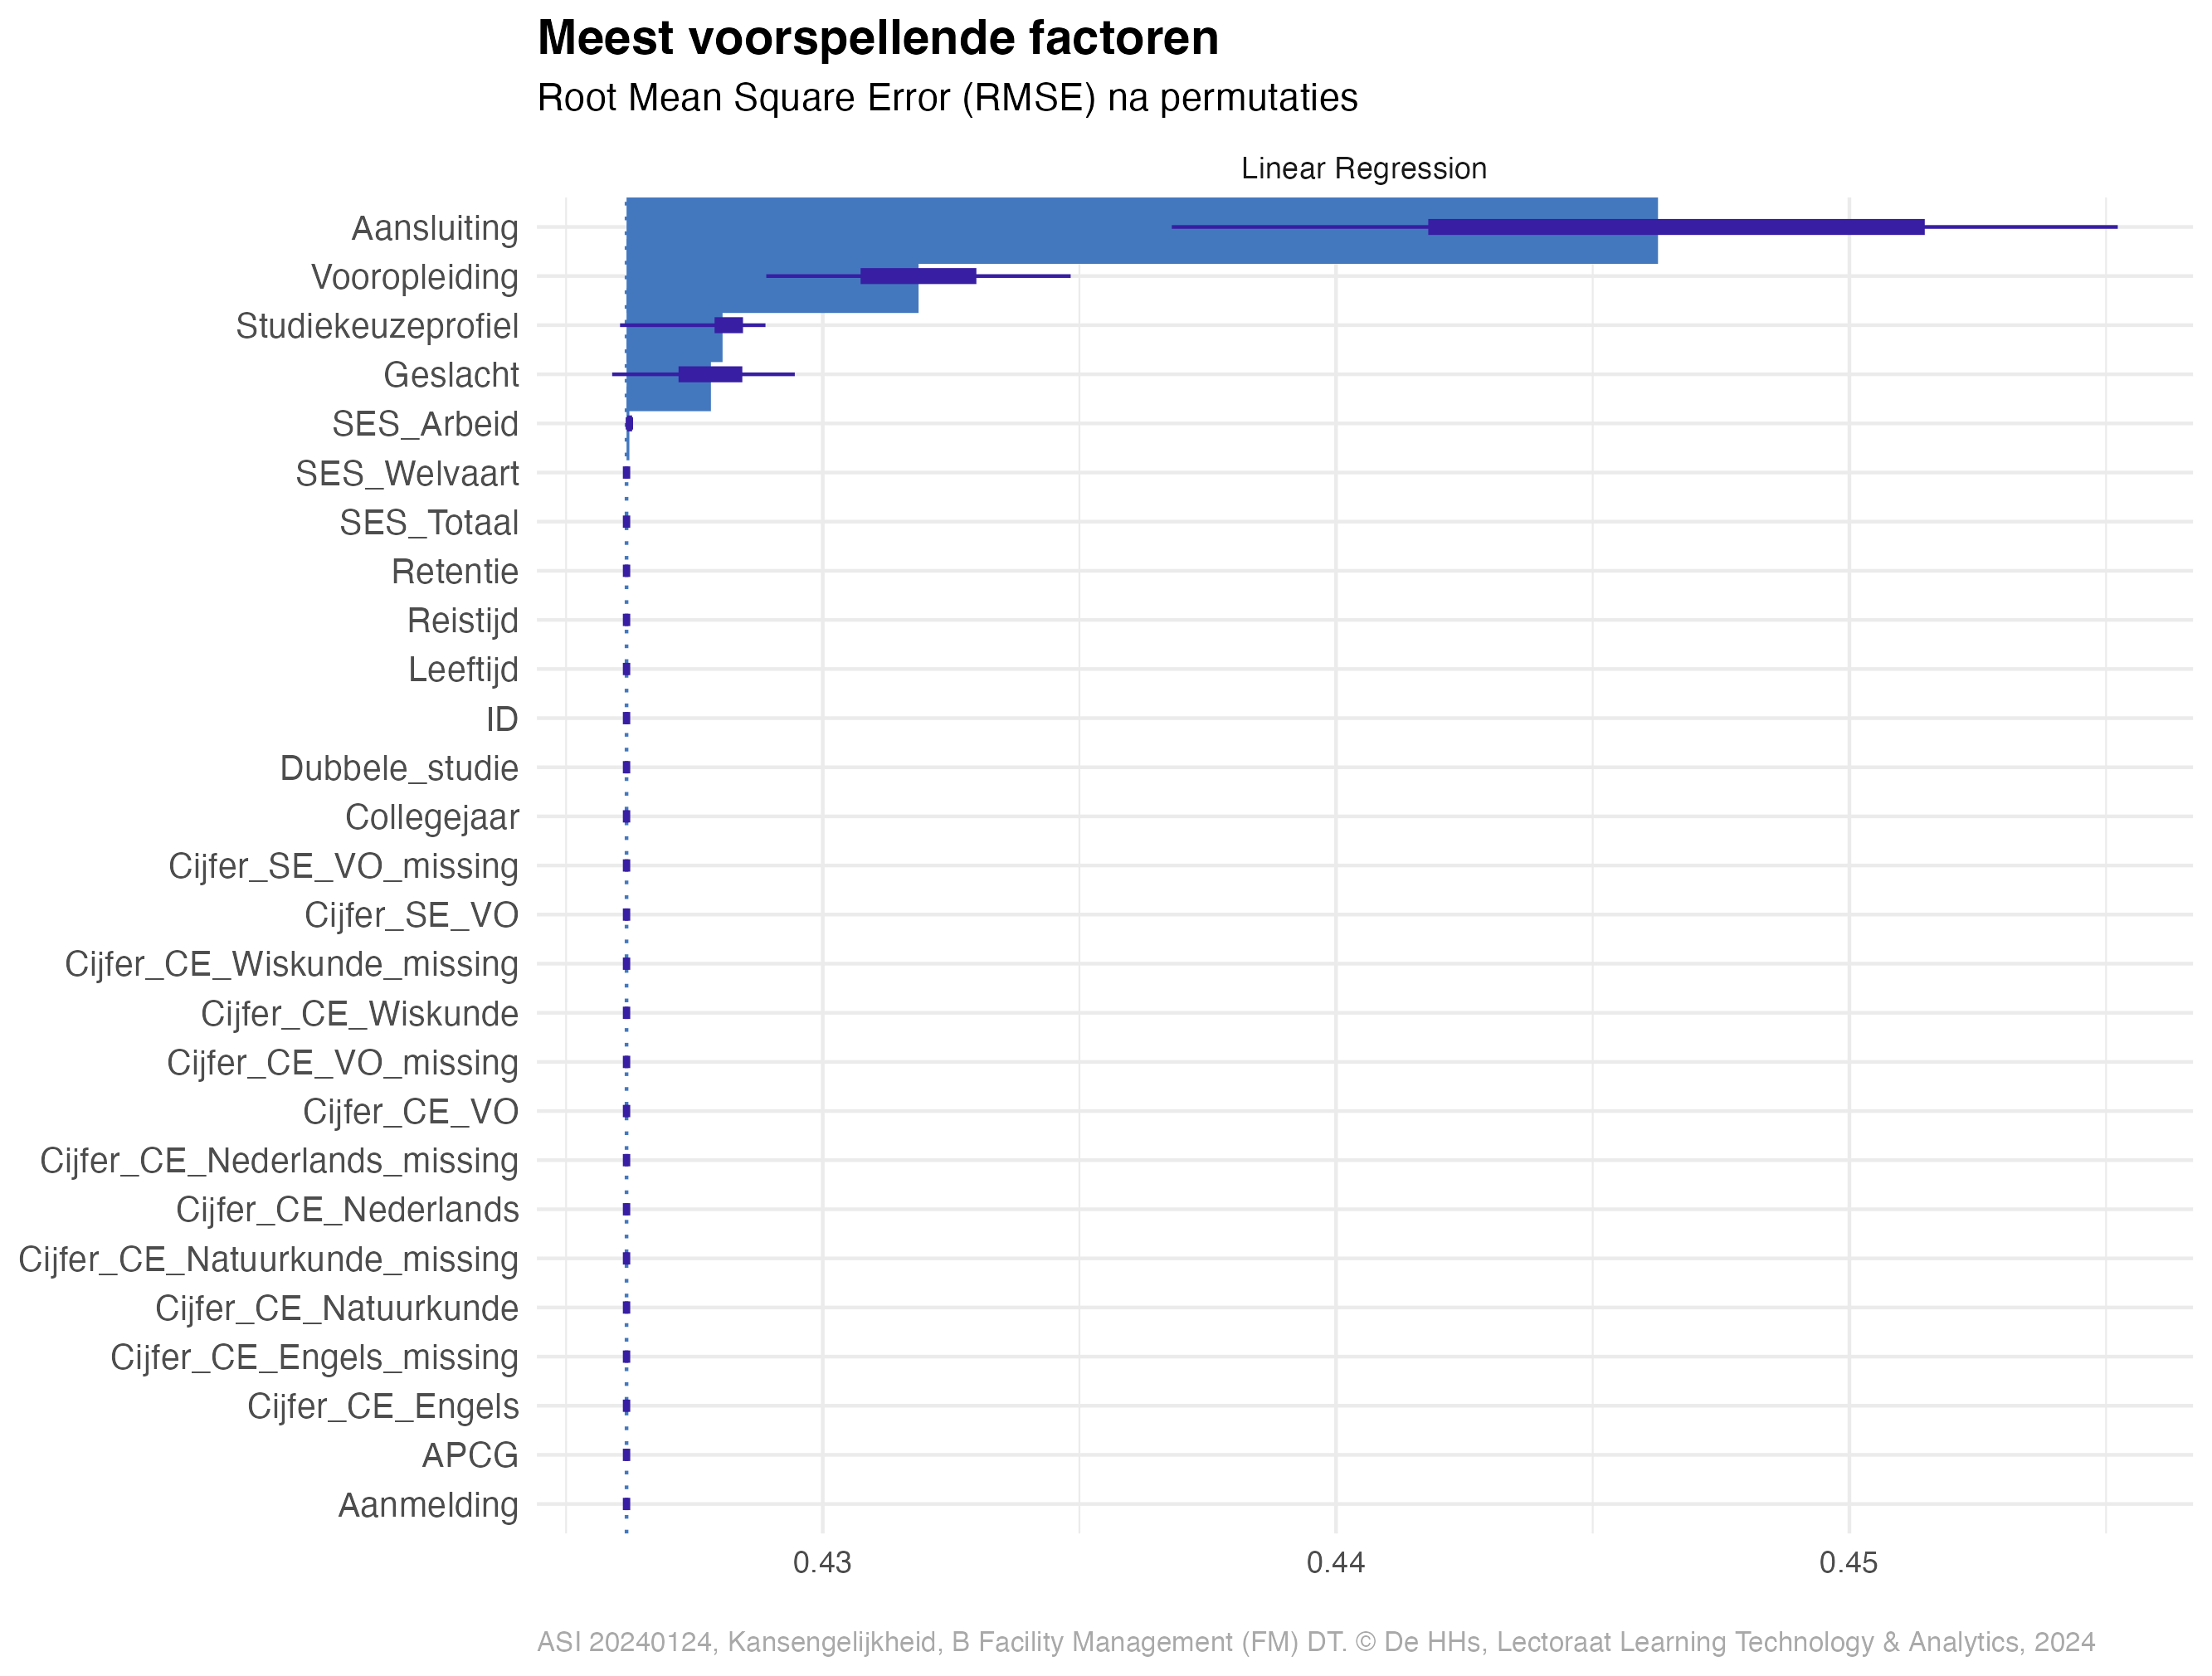 Meest voorspellende factoren
Root Mean Square Error (RMSE) na permutaties
Linear Regression
Aansluiting
Vooropleiding
Studiekeuzeprofiel
Geslacht
SES_Arbeid
SES_Welvaart
SES_Totaal
Retentie
Reistijd
Leeftijd
ID
Dubbele_studie
Collegejaar
Cijfer_SE_VO_missing
Cijfer_SE_VO
Cijfer_CE_Wiskunde_missing
Cijfer_CE_Wiskunde
Cijfer_CE_VO_missing
Cijfer_CE_VO
Cijfer_CE_Nederlands_missing
Cijfer_CE_Nederlands
Cijfer_CE_Natuurkunde_missing
Cijfer_CE_Natuurkunde
Cijfer_CE_Engels_missing
Cijfer_CE_Engels
APCG
Aanmelding
0.43 0.44 0.45
ASI 20240124, Kansengelijkheid, B Facility Management (FM) DT. © De HHs, Lectoraat Learning Technology & Analytics, 2024